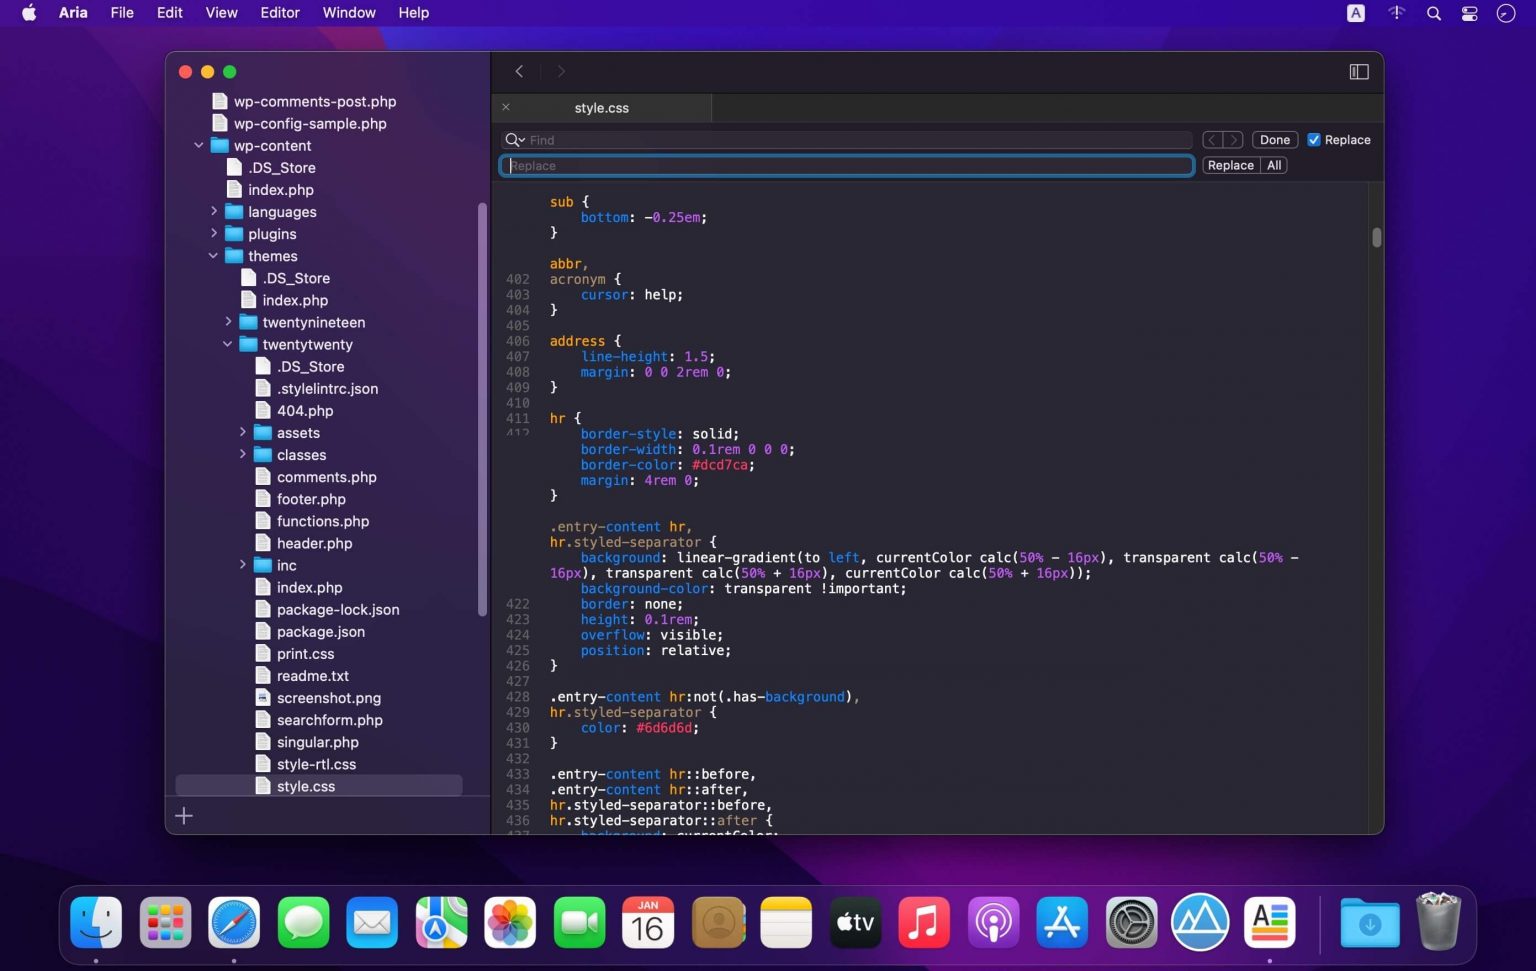 Aria File Edit View Editor Window Help A
wp-comments-post.php
wp-config-sample.php
wp-content
.DS_Store
index.php
languages
plugins
themes
.DS_Store
index.php
twentynineteen
twentytwenty
.DS_Store
.stylelintrc.json
404.php
assets
classes
comments.php
footer.php
functions.php
header.php
inc
index.php
package-lock.json
package.json
print.css
readme.txt
screenshot.png
searchform.php
singular.php
style-rtl.css
style.css
style.css
Find
Done Replace
Replace
Replace All
sub {
bottom: -0.25em;
}
abbr,
402 acronym {
403 cursor: help;
404 }
405
406 address {
407 line-height: 1.5;
408 margin: 0 0 2rem 0;
409 }
410
411 hr {
412 border-style: solid;
border-width: 0.1rem 0 0 0;
border-color: #dcd7ca;
margin: 4rem 0;
}
.entry-content hr,
hr.styled-separator {
background: linear-gradient(to left, currentColor calc(50% - 16px), transparent calc(50% -
16px), transparent calc(50% + 16px), currentColor calc(50% + 16px));
background-color: transparent !important;
422 border: none;
423 height: 0.1rem;
424 overflow: visible;
425 position: relative;
426 }
427
428 .entry-content hr:not(.has-background),
429 hr.styled-separator {
430 color: #6d6d6d;
431 }
432
433 .entry-content hr::before,
434 .entry-content hr::after,
435 hr.styled-separator::before,
436 hr.styled-separator::after {
437 background: currentColor;
JAN
16
tv
A